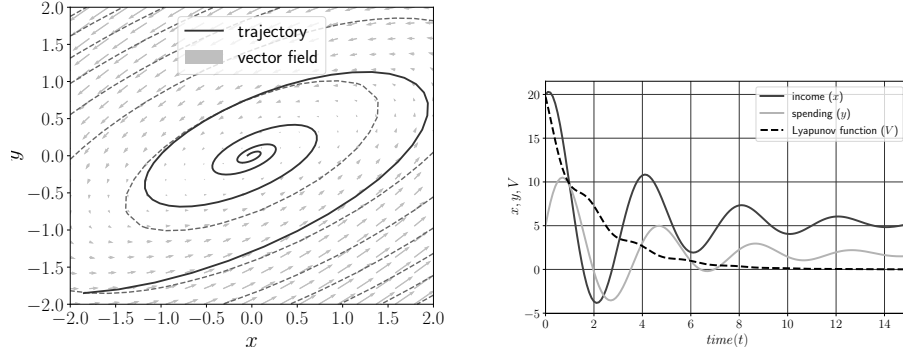 2.0
1.5
1.0
0.5
0.0
−0.5
−1.0
−1.5
−2.0
y
trajectory
vector field
−2.0 −1.5 −1.0 −0.5 0.0 0.5 1.0 1.5 2.0
x
20
15
10
5
0
−5
x, y, V
income (x)
spending (y)
Lyapunov function (V)
0 2 4 6 8 10 12 14
time(t)